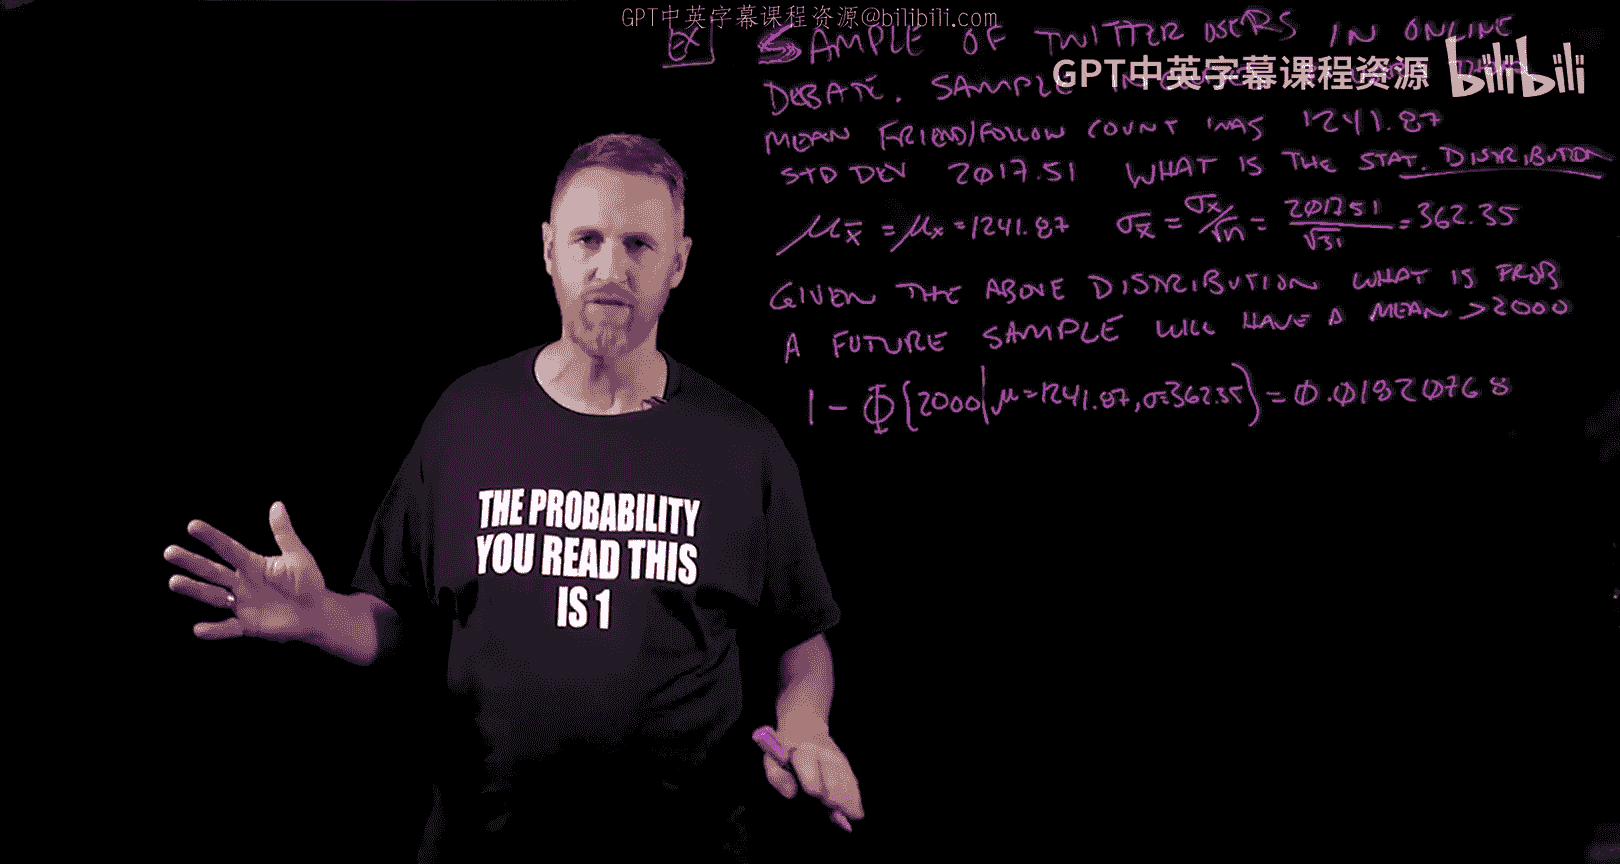 GPT中英字幕课程资源@bilibili.com
EX SAMPLE OF TWITTER USERS IN ONLINE
GPT中英字幕课程资源 bilibili
DEBATE. SAMPLE
MEAN FRIEND/FOLLOW COUNT WAS 1241.87
STD DEV 2017.51 WHAT IS THE STAT. DISTRIBUTION
μx̄ = μx = 1241.87 σx̄ = σx/√n = 2017.51/√31 = 362.35
GIVEN THE ABOVE DISTRIBUTION WHAT IS PROB
A FUTURE SAMPLE WILL HAVE A MEAN >2000
1 - Φ(2000|μ=1241.87, σ=362.35) = 0.01820768
THE PROBABILITY
YOU READ THIS
IS 1